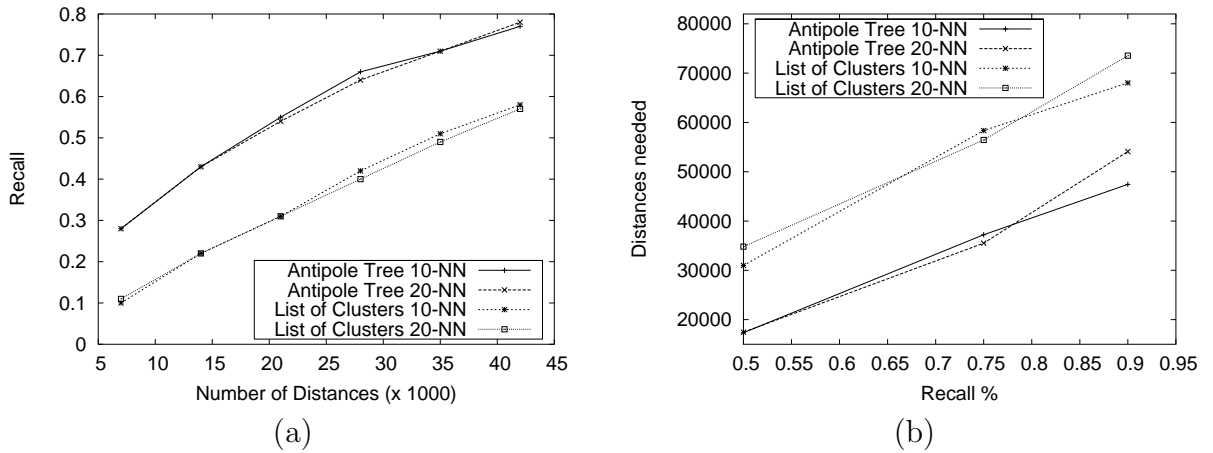 0.8
0.7
0.6
0.5
0.4
0.3
0.2
0.1
0
Recall
Antipole Tree 10-NN
Antipole Tree 20-NN
List of Clusters 10-NN
List of Clusters 20-NN
5 10 15 20 25 30 35 40 45
Number of Distances (x 1000)
(a)
80000
70000
60000
50000
40000
30000
20000
Distances needed
Antipole Tree 10-NN
Antipole Tree 20-NN
List of Clusters 10-NN
List of Clusters 20-NN
0.5 0.55 0.6 0.65 0.7 0.75 0.8 0.85 0.9 0.95
Recall %
(b)